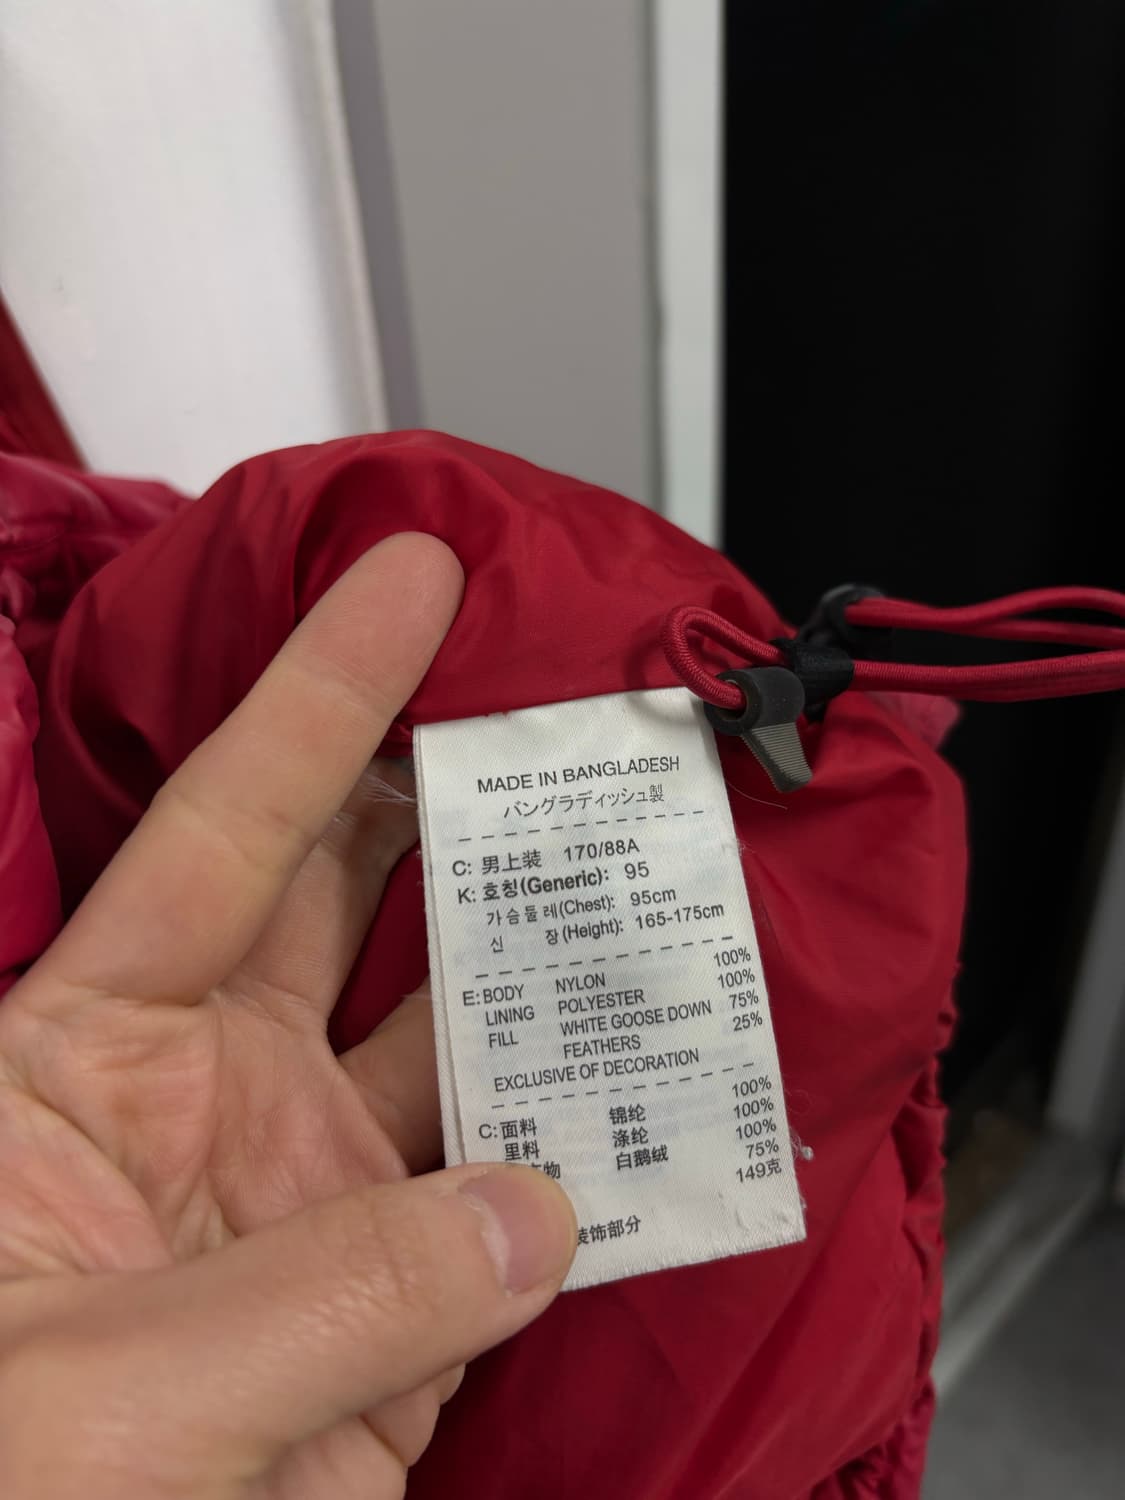 MADE IN BANGLADESH
バングラディッシュ製
C: 男上装 170/88A
K: 호칭(Generic): 95
가슴둘레(Chest): 95cm
신 장(Height): 165-175cm
E: BODY NYLON 100%
LINING POLYESTER 100%
FILL WHITE GOOSE DOWN 75%
FEATHERS 25%
EXCLUSIVE OF DECORATION
C: 面料 锦纶 100%
里料 涤纶 100%
物 白鹅绒 100%
75%
149克
装饰部分